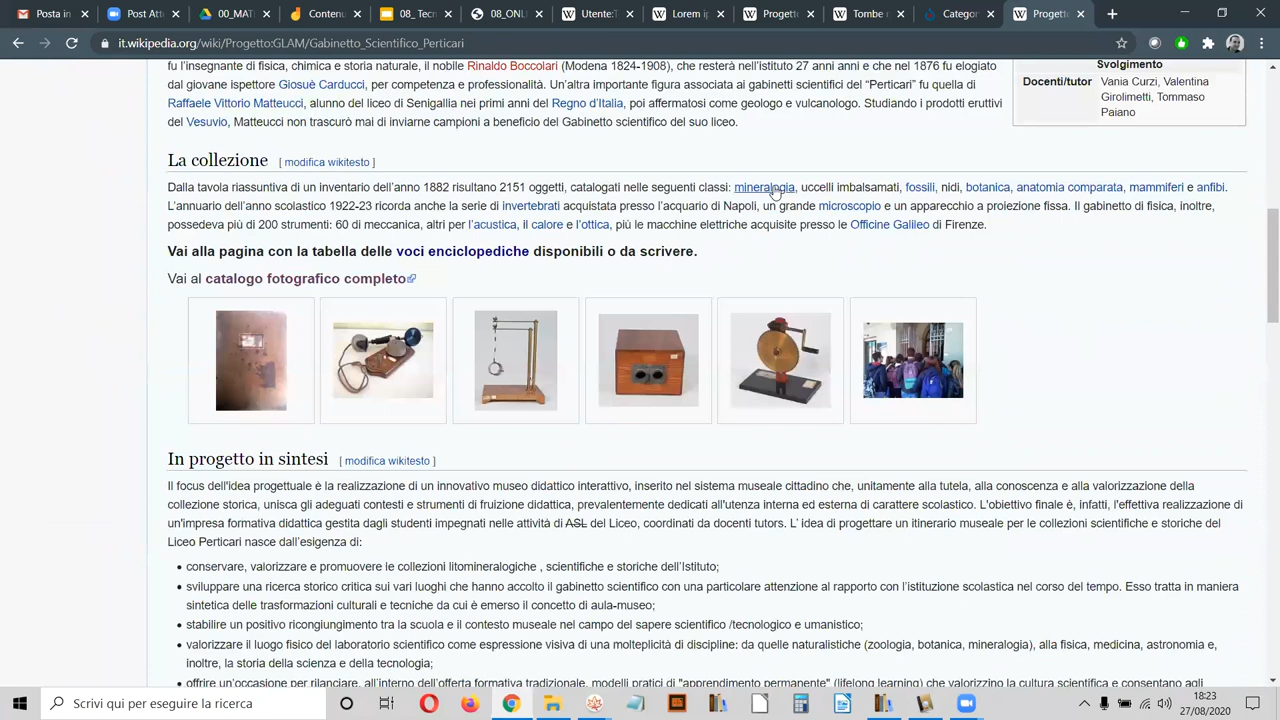 Posta in
Post Atte
00_MAT
Contenu
08_ Tecn
08_ONL
Utente:T
Lorem ip
Progetto
Tombe r
Categor
Progetto
it.wikipedia.org/wiki/Progetto:GLAM/Gabinetto_Scientifico_Perticari
fu l'insegnante di fisica, chimica e storia naturale, il nobile Rinaldo Boccolari (Modena 1824-1908), che resterà nell'istituto 27 anni anni e che nel 1876 fu elogiato
dal giovane ispettore Giosuè Carducci, per competenza e professionalità. Un'altra importante figura associata ai gabinetti scientifici del “Perticari” fu quella di
Raffaele Vittorio Matteucci, alunno del liceo di Senigallia nei primi anni del Regno d'Italia, poi affermatosi come geologo e vulcanologo. Studiando i prodotti eruttivi
del Vesuvio, Matteucci non trascurò mai di inviarne campioni a beneficio del Gabinetto scientifico del suo liceo.
Svolgimento
Docenti/tutor Vania Curzi, Valentina
Girolimetti, Tommaso
Paiano
La collezione [ modifica wikitesto ]
Dalla tavola riassuntiva di un inventario dell'anno 1882 risultano 2151 oggetti, catalogati nelle seguenti classi: mineralogia, uccelli imbalsamati, fossili, nidi, botanica, anatomia comparata, mammiferi e anfibi.
L'annuario dell'anno scolastico 1922-23 ricorda anche la serie di invertebrati acquistata presso l'acquario di Napoli, un grande microscopio e un apparecchio a proiezione fissa. Il gabinetto di fisica, inoltre,
possedeva più di 200 strumenti: 60 di meccanica, altri per l'acustica, il calore e l'ottica, più le macchine elettriche acquisite presso le Officine Galileo di Firenze.
Vai alla pagina con la tabella delle voci enciclopediche disponibili o da scrivere.
Vai al catalogo fotografico completo
In progetto in sintesi [ modifica wikitesto ]
Il focus dell'idea progettuale è la realizzazione di un innovativo museo didattico interattivo, inserito nel sistema museale cittadino che, unitamente alla tutela, alla conoscenza e alla valorizzazione della
collezione storica, unisca gli adeguati contesti e strumenti di fruizione didattica, prevalentemente dedicati all'utenza interna ed esterna di carattere scolastico. L'obiettivo finale è, infatti, l'effettiva realizzazione di
un'impresa formativa didattica gestita dagli studenti impegnati nelle attività di ASL del Liceo, coordinati da docenti tutors. L' idea di progettare un itinerario museale per le collezioni scientifiche e storiche del
Liceo Perticari nasce dall'esigenza di:
• conservare, valorizzare e promuovere le collezioni litomineralogiche , scientifiche e storiche dell'Istituto;
• sviluppare una ricerca storico critica sui vari luoghi che hanno accolto il gabinetto scientifico con una particolare attenzione al rapporto con l'istituzione scolastica nel corso del tempo. Esso tratta in maniera
sintetica delle trasformazioni culturali e tecniche da cui è emerso il concetto di aula-museo;
• stabilire un positivo ricongiungimento tra la scuola e il contesto museale nel campo del sapere scientifico /tecnologico e umanistico;
• valorizzare il luogo fisico del laboratorio scientifico come espressione visiva di una molteplicità di discipline: da quelle naturalistiche (zoologia, botanica, mineralogia), alla fisica, medicina, astronomia e,
inoltre, la storia della scienza e della tecnologia;
• offrire un'occasione per rilanciare, all'interno dell'offerta formativa tradizionale, modelli pratici di "apprendimento permanente" (lifelong learning) che valorizzino la cultura scientifica e consentano agli
Scrivi qui per eseguire la ricerca
18:23
27/08/2020